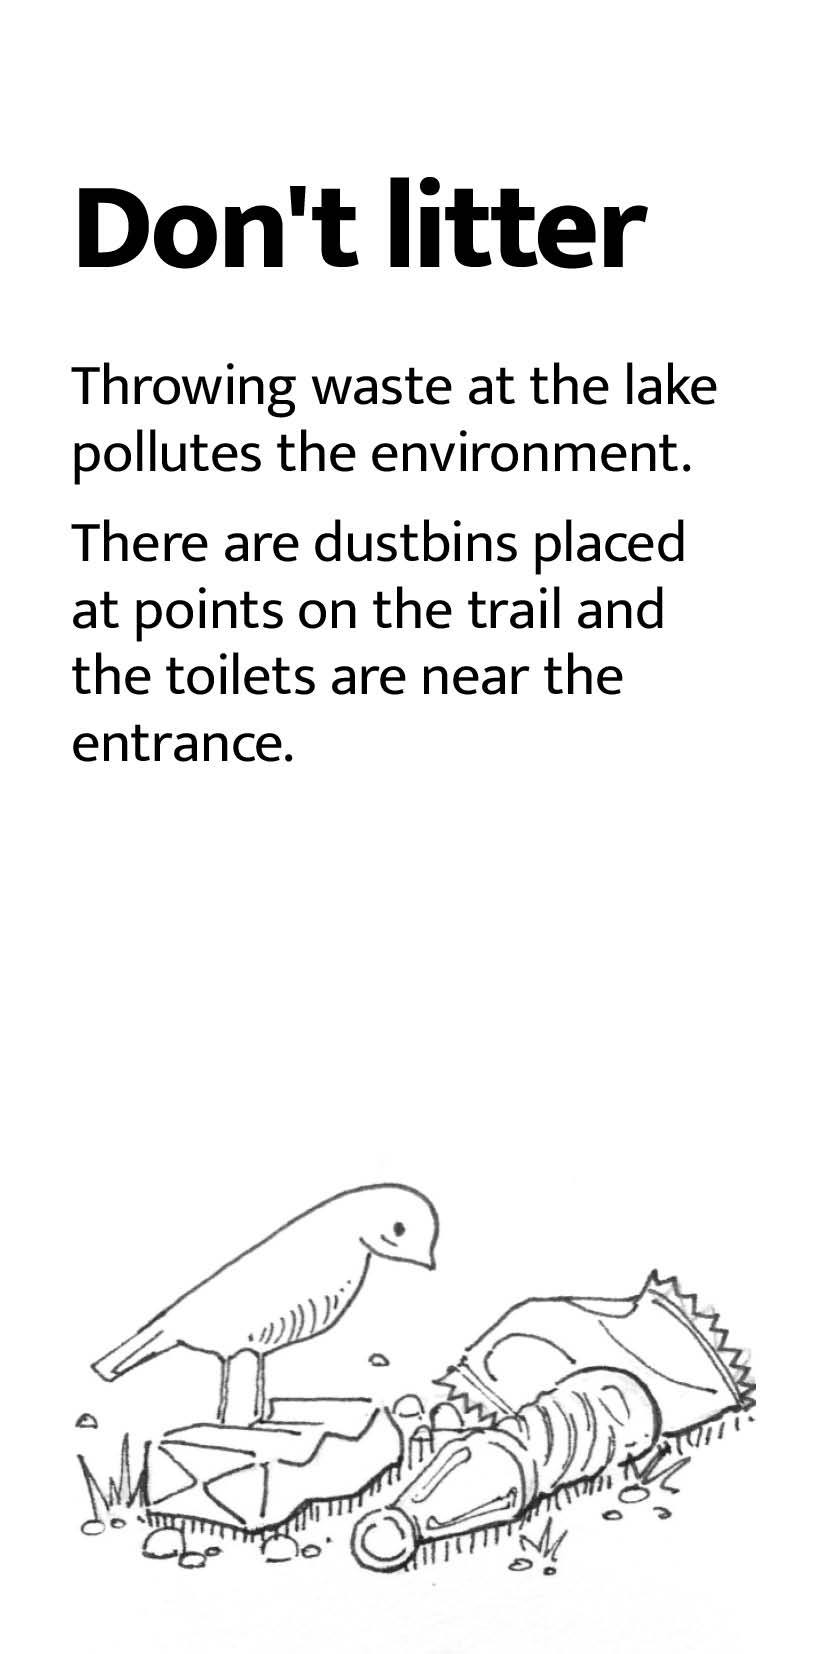 Don't litter
Throwing waste at the lake
pollutes the environment.
There are dustbins placed
at points on the trail and
the toilets are near the
entrance.